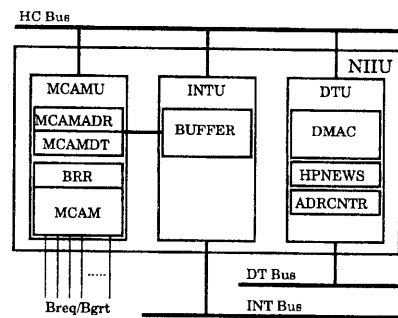 HC Bus
NIIU
MCAMU
INTU
DTU
MCAMADR
MCAMDT
BUFFER
DMAC
BRR
HPNEWS
MCAM
ADRCNTR
......
DT Bus
Breq/Bgrt
INT Bus